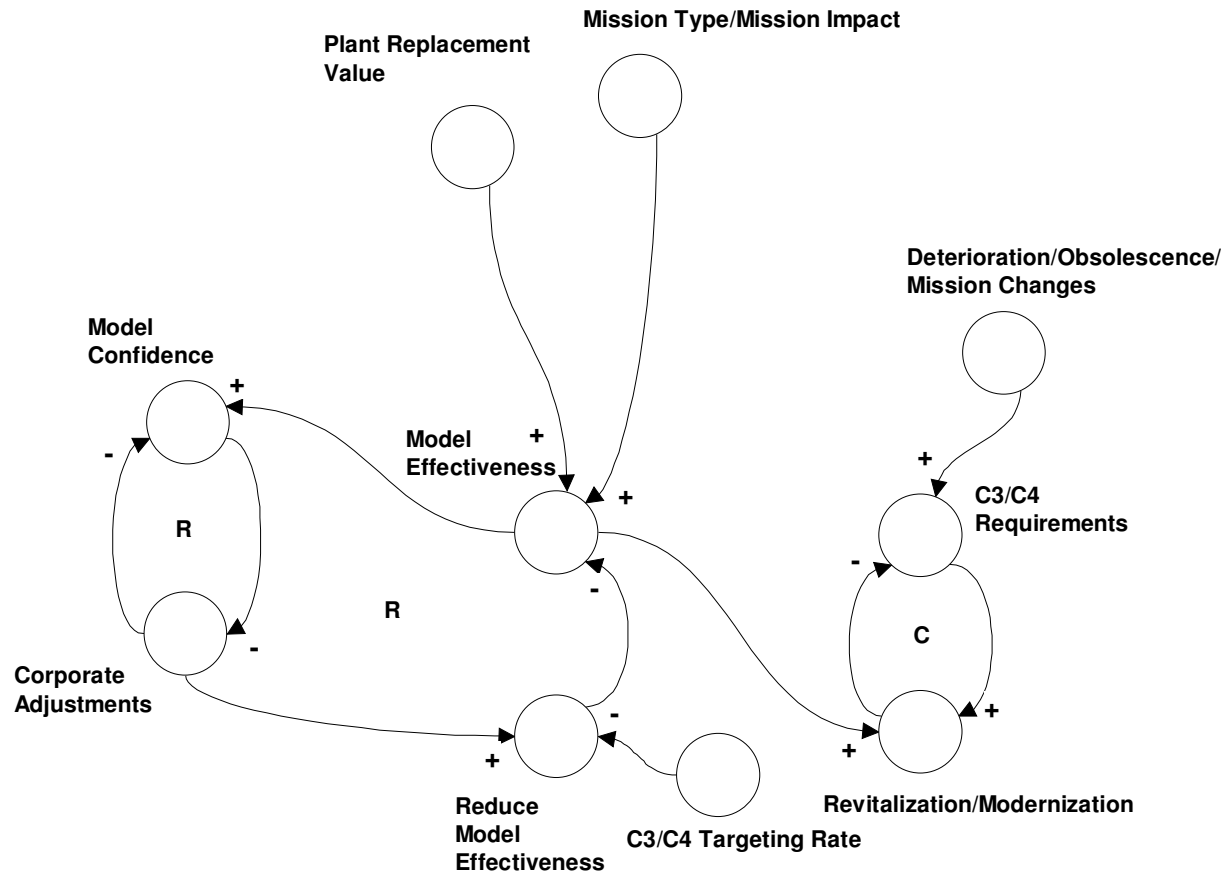 Mission Type/Mission Impact
Plant Replacement
Value
Deterioration/Obsolescence/
Mission Changes
Model
Confidence
+
-
R
-
Corporate
Adjustments
Model
Effectiveness
+
+
-
R
+
-
Reduce
Model
Effectiveness
C3/C4 Targeting Rate
+
C3/C4
Requirements
-
C
+
+
Revitalization/Modernization